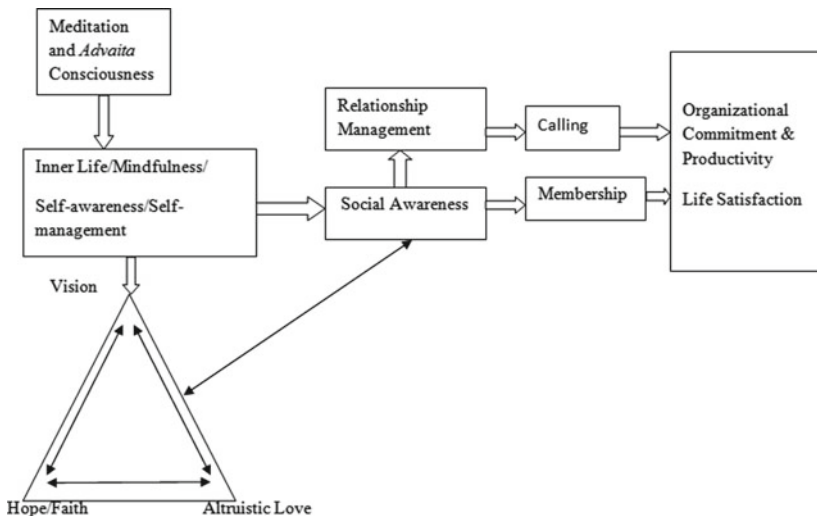 Meditation
and Advaita
Consciousness
Relationship
Management
Calling
Organizational
Commitment &
Productivity
Life Satisfaction
Inner Life/Mindfulness/
Self-awareness/Self-
management
Social Awareness
Membership
Vision
Hope/Faith
Altruistic Love